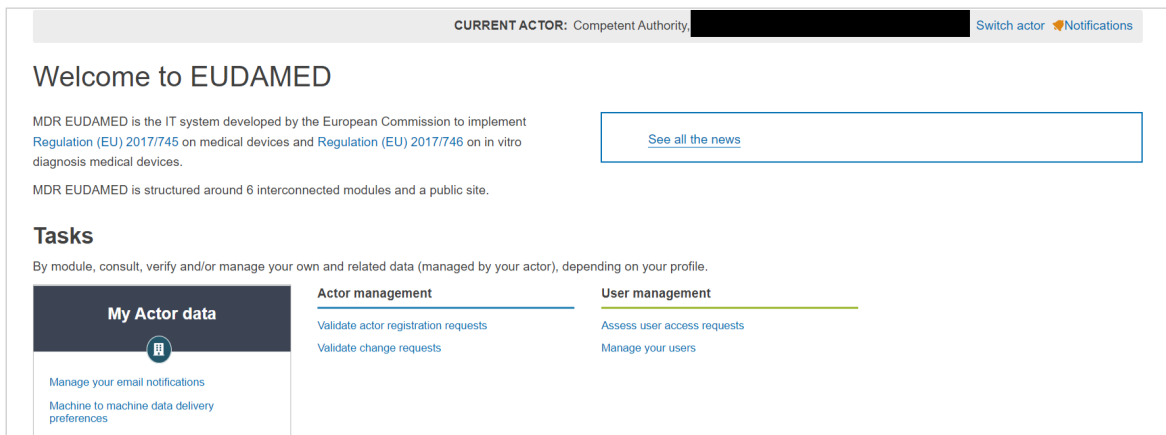 CURRENT ACTOR: Competent Authority, Switch actor Notifications
Welcome to EUDAMED
MDR EUDAMED is the IT system developed by the European Commission to implement
Regulation (EU) 2017/745 on medical devices and Regulation (EU) 2017/746 on in vitro
diagnosis medical devices.
MDR EUDAMED is structured around 6 interconnected modules and a public site.
See all the news
Tasks
By module, consult, verify and/or manage your own and related data (managed by your actor), depending on your profile.
My Actor data
Manage your email notifications
Machine to machine data delivery
preferences
Actor management
Validate actor registration requests
Validate change requests
User management
Assess user access requests
Manage your users